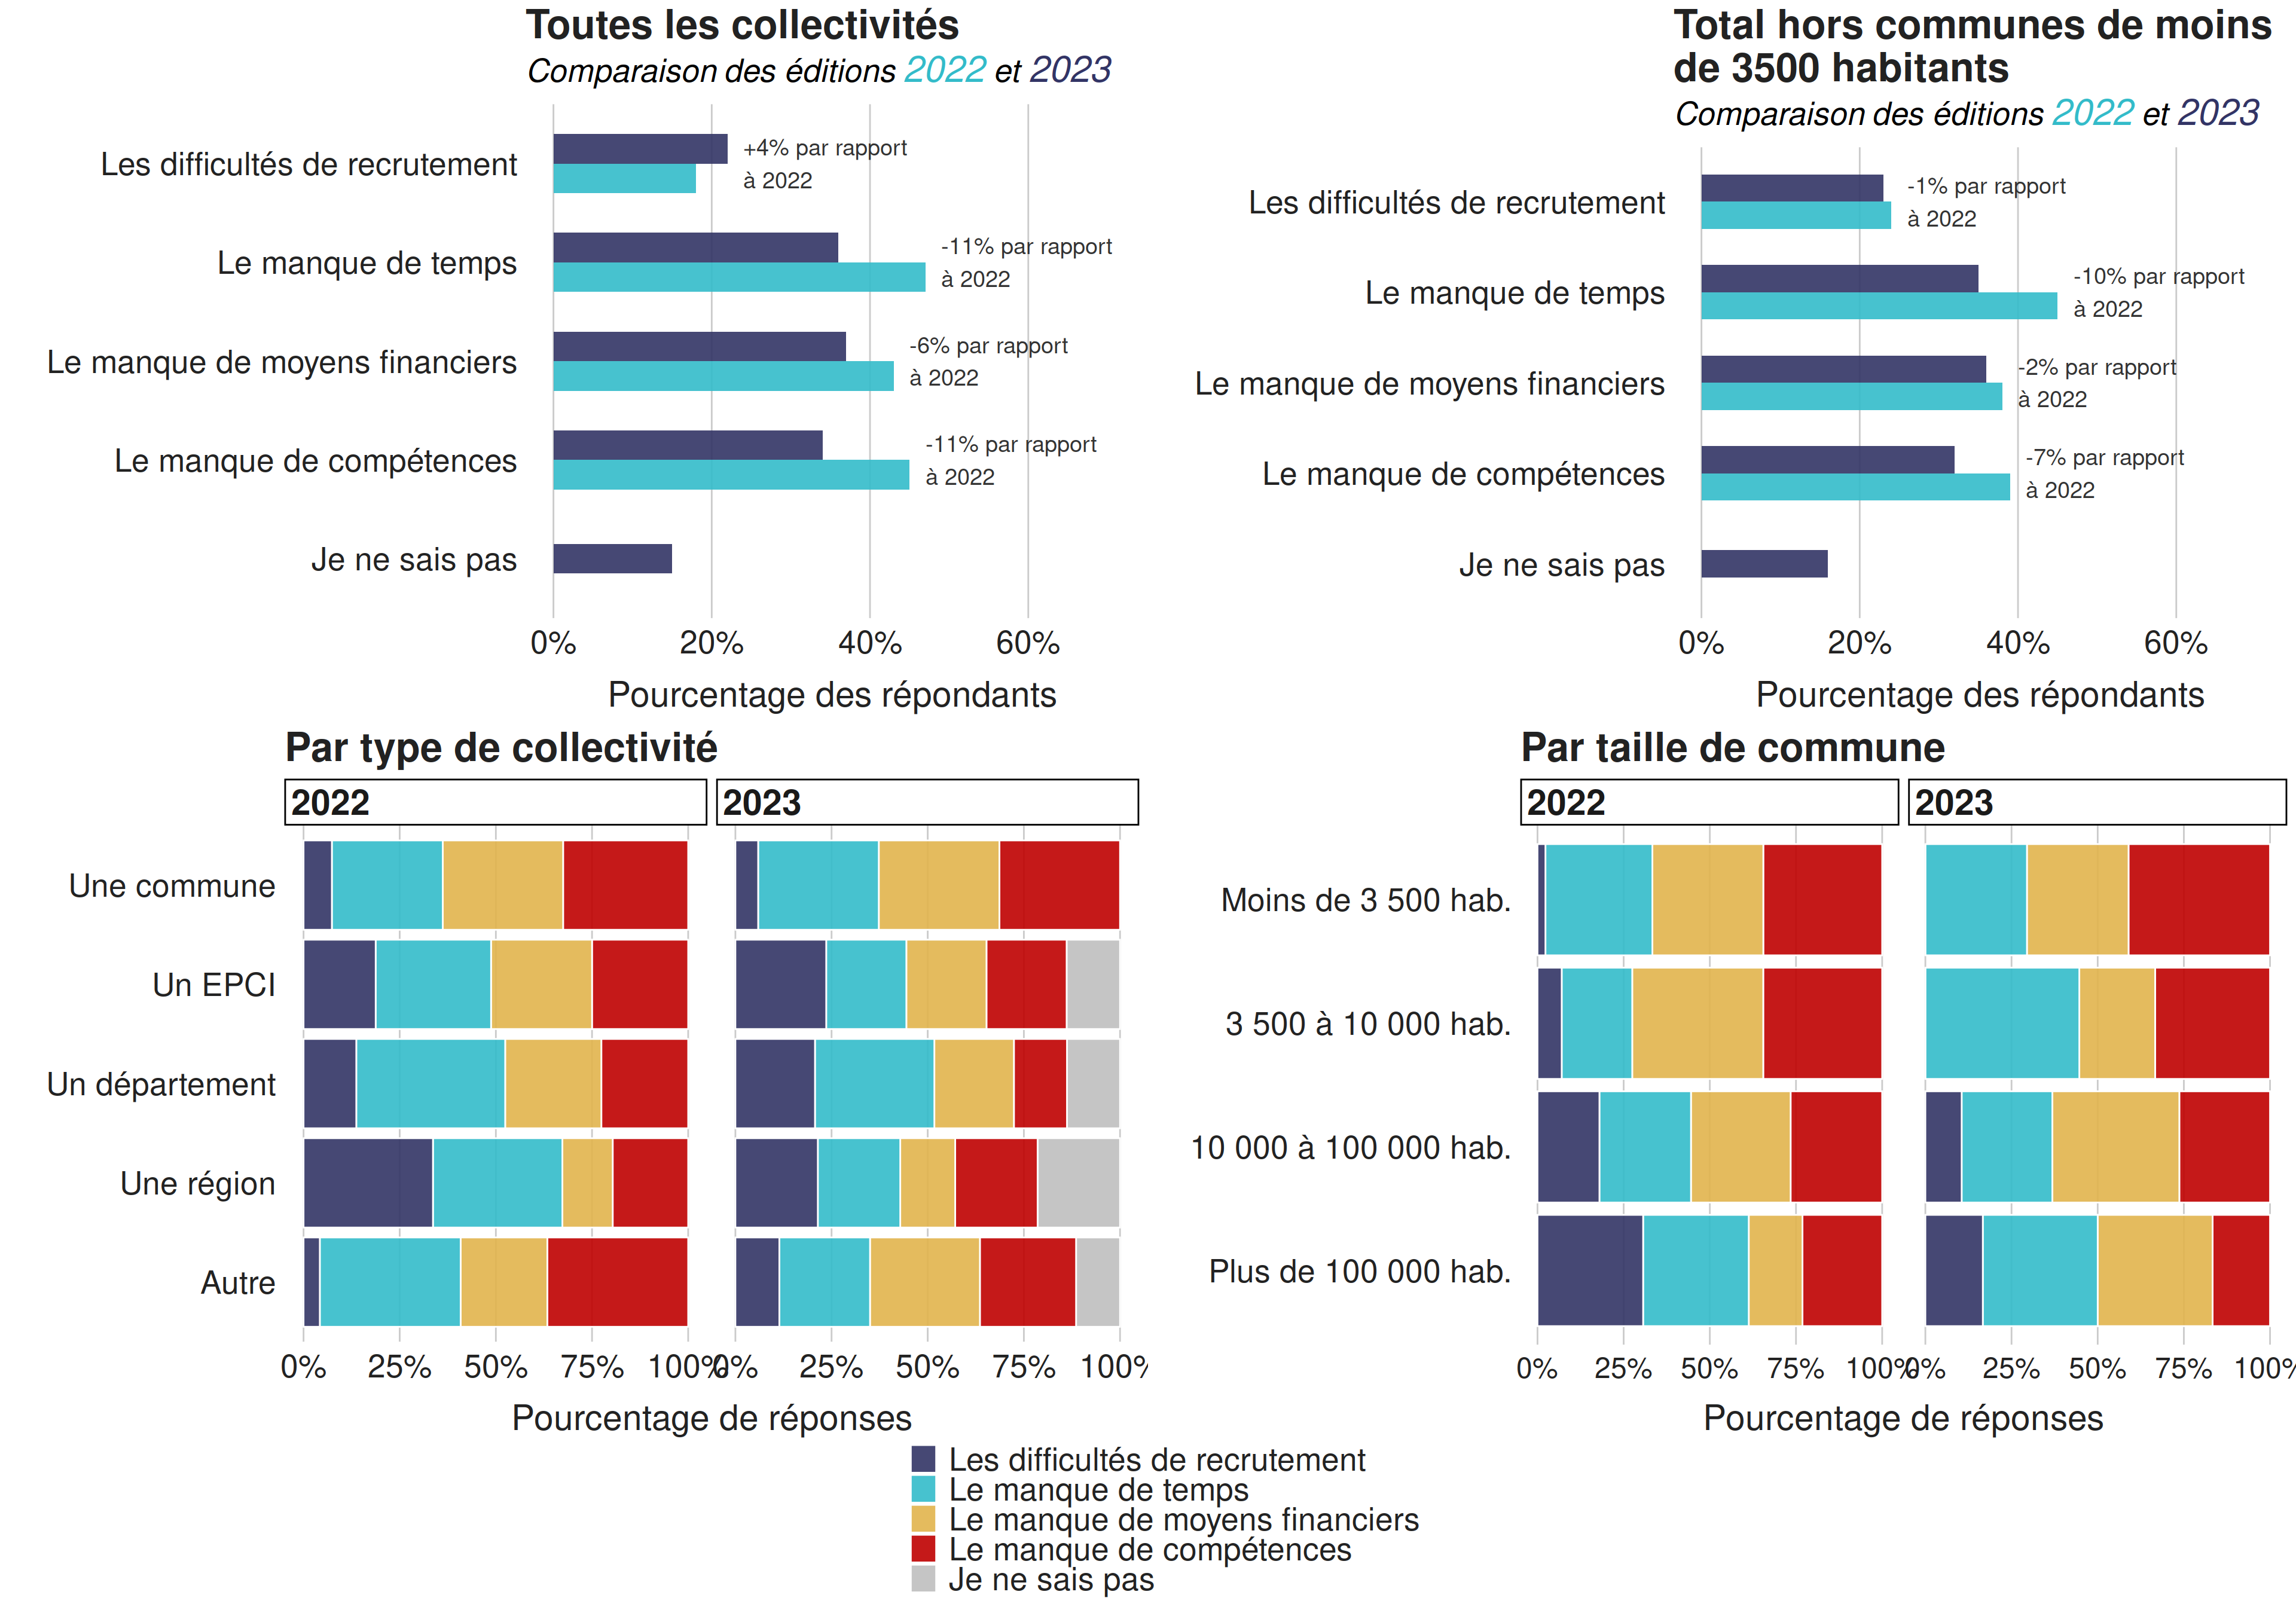 Toutes les collectivités
Comparaison des éditions 2022 et 2023
Les difficultés de recrutement
+4% par rapport
à 2022
Le manque de temps
-11% par rapport
à 2022
Le manque de moyens financiers
-6% par rapport
à 2022
Le manque de compétences
-11% par rapport
à 2022
Je ne sais pas
0% 20% 40% 60%
Pourcentage des répondants
Total hors communes de moins
de 3500 habitants
Comparaison des éditions 2022 et 2023
Les difficultés de recrutement
-1% par rapport
à 2022
Le manque de temps
-10% par rapport
à 2022
Le manque de moyens financiers
-2% par rapport
à 2022
Le manque de compétences
-7% par rapport
à 2022
Je ne sais pas
0% 20% 40% 60%
Pourcentage des répondants
Par type de collectivité
2022 2023
Une commune
Un EPCI
Un département
Une région
Autre
0% 25% 50% 75% 100% 0% 25% 50% 75% 100%
Pourcentage de réponses
Par taille de commune
2022 2023
Moins de 3 500 hab.
3 500 à 10 000 hab.
10 000 à 100 000 hab.
Plus de 100 000 hab.
0% 25% 50% 75% 100% 0% 25% 50% 75% 100%
Pourcentage de réponses
Les difficultés de recrutement
Le manque de temps
Le manque de moyens financiers
Le manque de compétences
Je ne sais pas